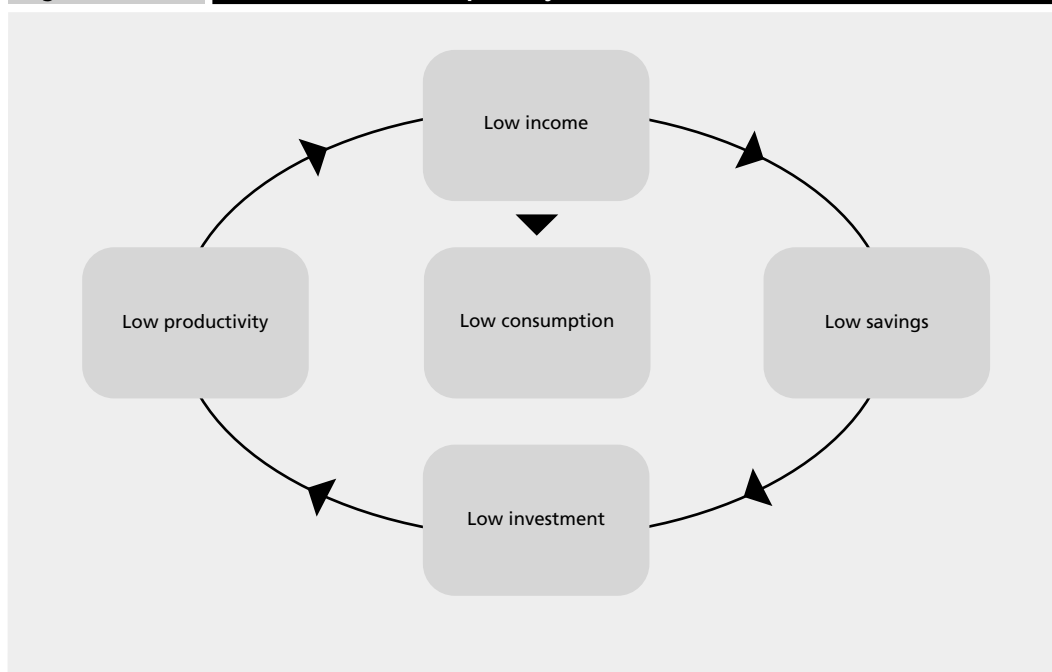 Low income
Low productivity
Low consumption
Low savings
Low investment